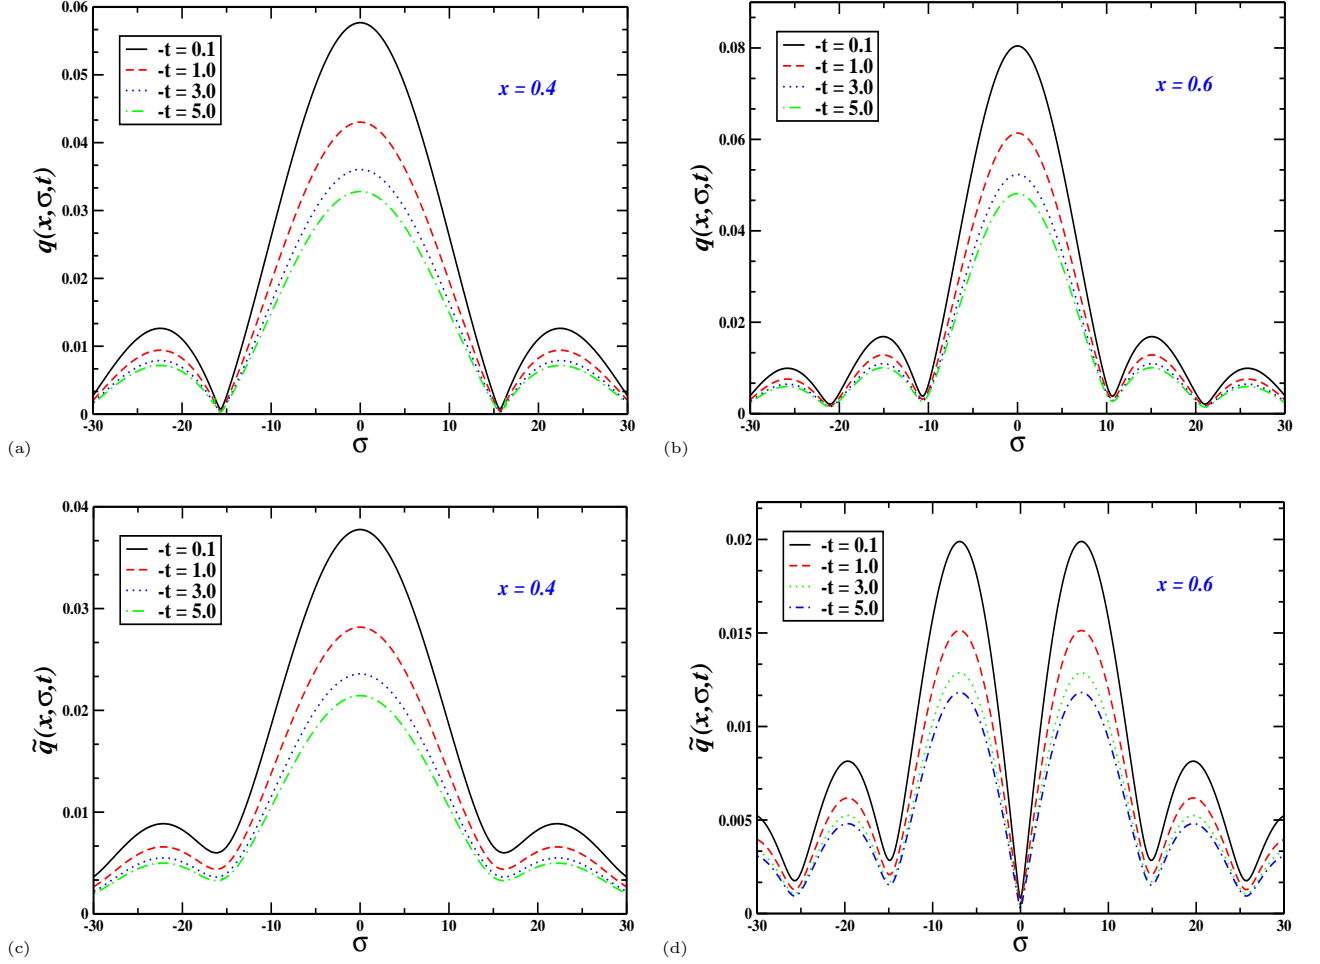 0.06
0.05
0.04
0.03
0.02
0.01
0
-30 -20 -10 0 10 20 30
q(x,σ,t)
σ
-t = 0.1
-t = 1.0
-t = 3.0
-t = 5.0
x = 0.4
(a)
0.08
0.06
0.04
0.02
0
-30 -20 -10 0 10 20 30
q(x,σ,t)
σ
-t = 0.1
-t = 1.0
-t = 3.0
-t = 5.0
x = 0.6
(b)
0.04
0.03
0.02
0.01
0
-30 -20 -10 0 10 20 30
q̃(x,σ,t)
σ
-t = 0.1
-t = 1.0
-t = 3.0
-t = 5.0
x = 0.4
(c)
0.02
0.015
0.01
0.005
0
-30 -20 -10 0 10 20 30
q̃(x,σ,t)
σ
-t = 0.1
-t = 1.0
-t = 3.0
-t = 5.0
x = 0.6
(d)